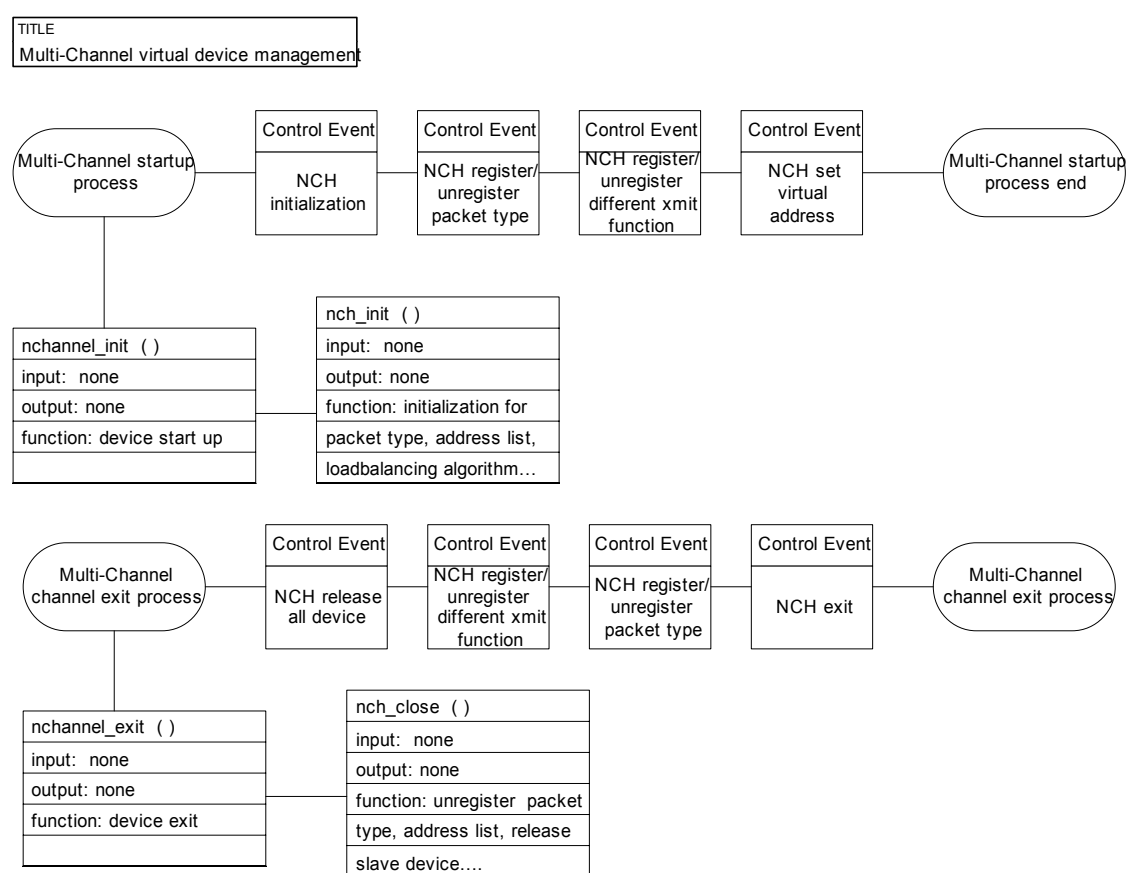 TITLE
Multi-Channel virtual device management
Multi-Channel startup
process
Control Event
NCH
initialization
Control Event
NCH register/
unregister
packet type
Control Event
NCH register/
unregister
different xmit
function
Control Event
NCH set
virtual
address
Multi-Channel startup
process end
nchannel_init ( )
input: none
output: none
function: device start up
nch_init ( )
input: none
output: none
function: initialization for
packet type, address list,
loadbalancing algorithm…
Multi-Channel
channel exit process
Control Event
NCH release
all device
Control Event
NCH register/
unregister
different xmit
function
Control Event
NCH register/
unregister
packet type
Control Event
NCH exit
Multi-Channel
channel exit process
nchannel_exit ( )
input: none
output: none
function: device exit
nch_close ( )
input: none
output: none
function: unregister packet
type, address list, release
slave device....